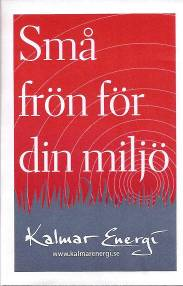 Små
frön för
din miljö
Kalmar Energi
www.kalmarenergi.se